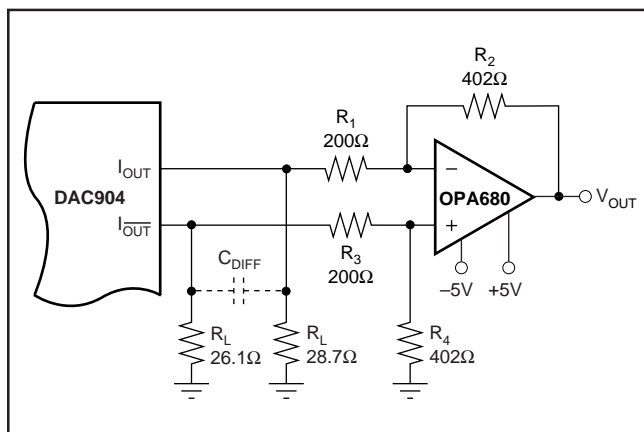 R2
402Ω
R1
200Ω
IOUT
DAC904
OPA680
–
+
VOUT
IOUT
R3
200Ω
CDIFF
–5V +5V
RL
26.1Ω
RL
28.7Ω
R4
402Ω